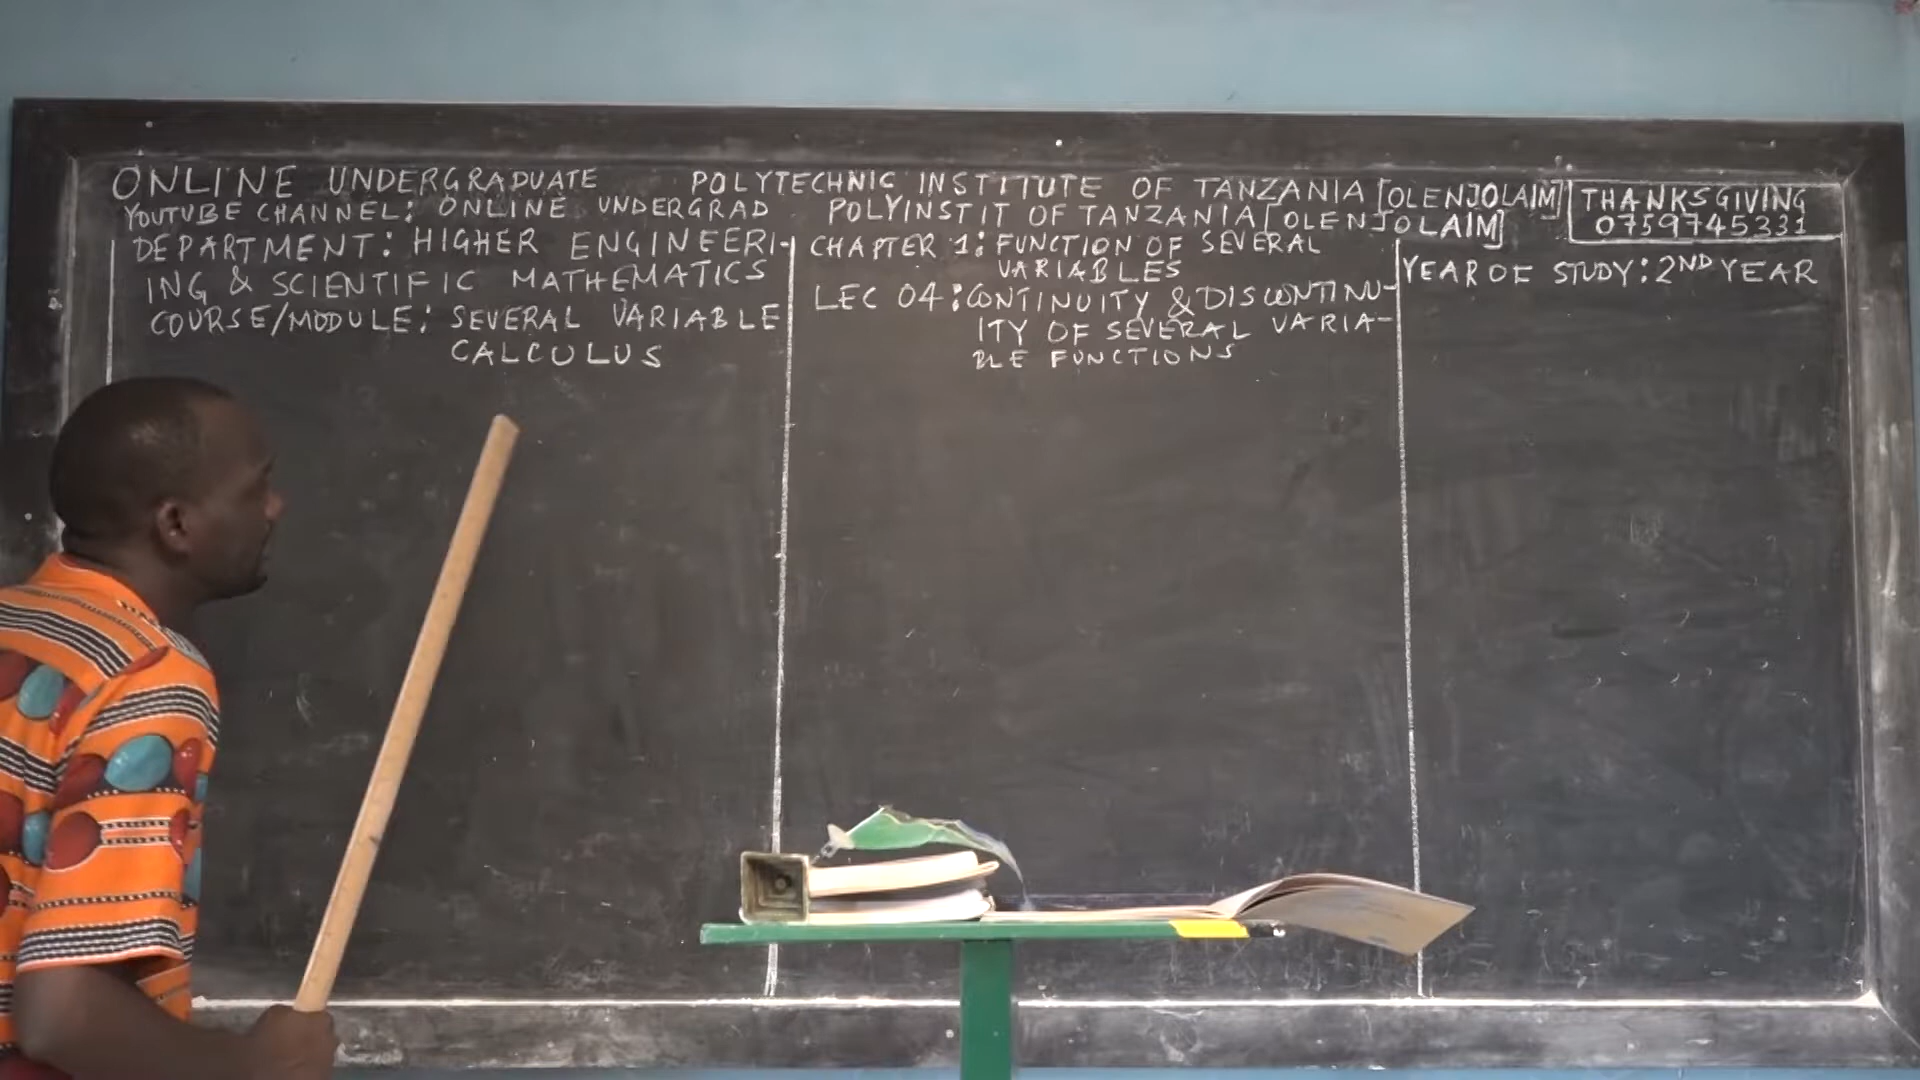 ONLINE UNDERGRADUATE POLYTECHNIC INSTITUTE OF TANZANIA [OLENJOLAIM]
YOUTUBE CHANNEL: ONLINE UNDERGRAD POLYINSTIT OF TANZANIA [OLENJOLAIM]
THANKSGIVING
0759745331
DEPARTMENT: HIGHER ENGINEERI-
ING & SCIENTIFIC MATHEMATICS
COURSE/MODULE: SEVERAL VARIABLE
CALCULUS
CHAPTER 1: FUNCTION OF SEVERAL
VARIABLES
LEC 04: CONTINUITY & DISCONTINU-
ITY OF SEVERAL VARIA-
BLE FUNCTIONS
YEAR OF STUDY: 2ND YEAR